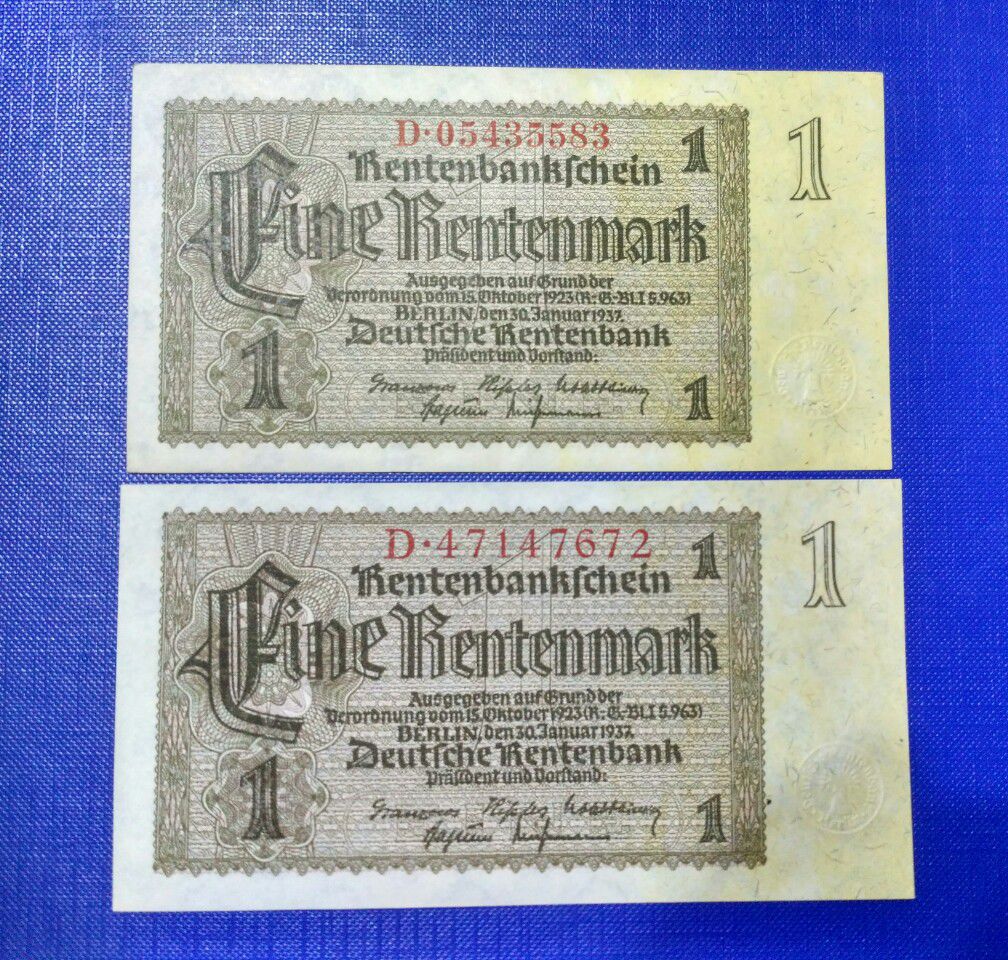 D·05435583
1
1
Rentenbankschein
Eine Rentenmark
Ausgegeben auf Grund der
Verordnung vom 15. Oktober 1923 (R.-G.-Bl. I S. 963)
BERLIN, den 30. Januar 1937.
Deutsche Rentenbank
Präsident und Vorstand:
1
1
D·47147672
1
1
Rentenbankschein
Eine Rentenmark
Ausgegeben auf Grund der
Verordnung vom 15. Oktober 1923 (R.-G.-Bl. I S. 963)
BERLIN, den 30. Januar 1937.
Deutsche Rentenbank
Präsident und Vorstand:
1
1